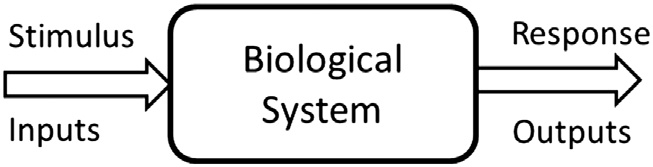 Stimulus
Inputs
Biological
System
Response
Outputs